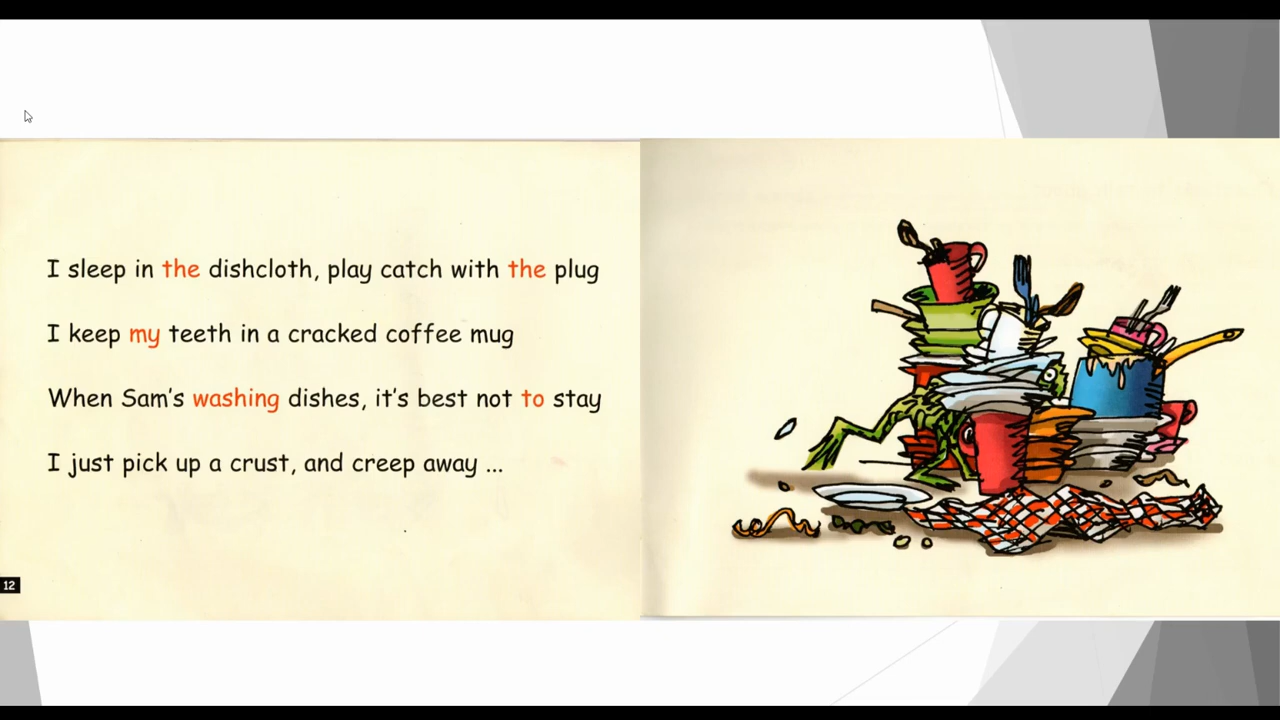 I sleep in the dishcloth, play catch with the plug
I keep my teeth in a cracked coffee mug
When Sam's washing dishes, it's best not to stay
I just pick up a crust, and creep away ...
12